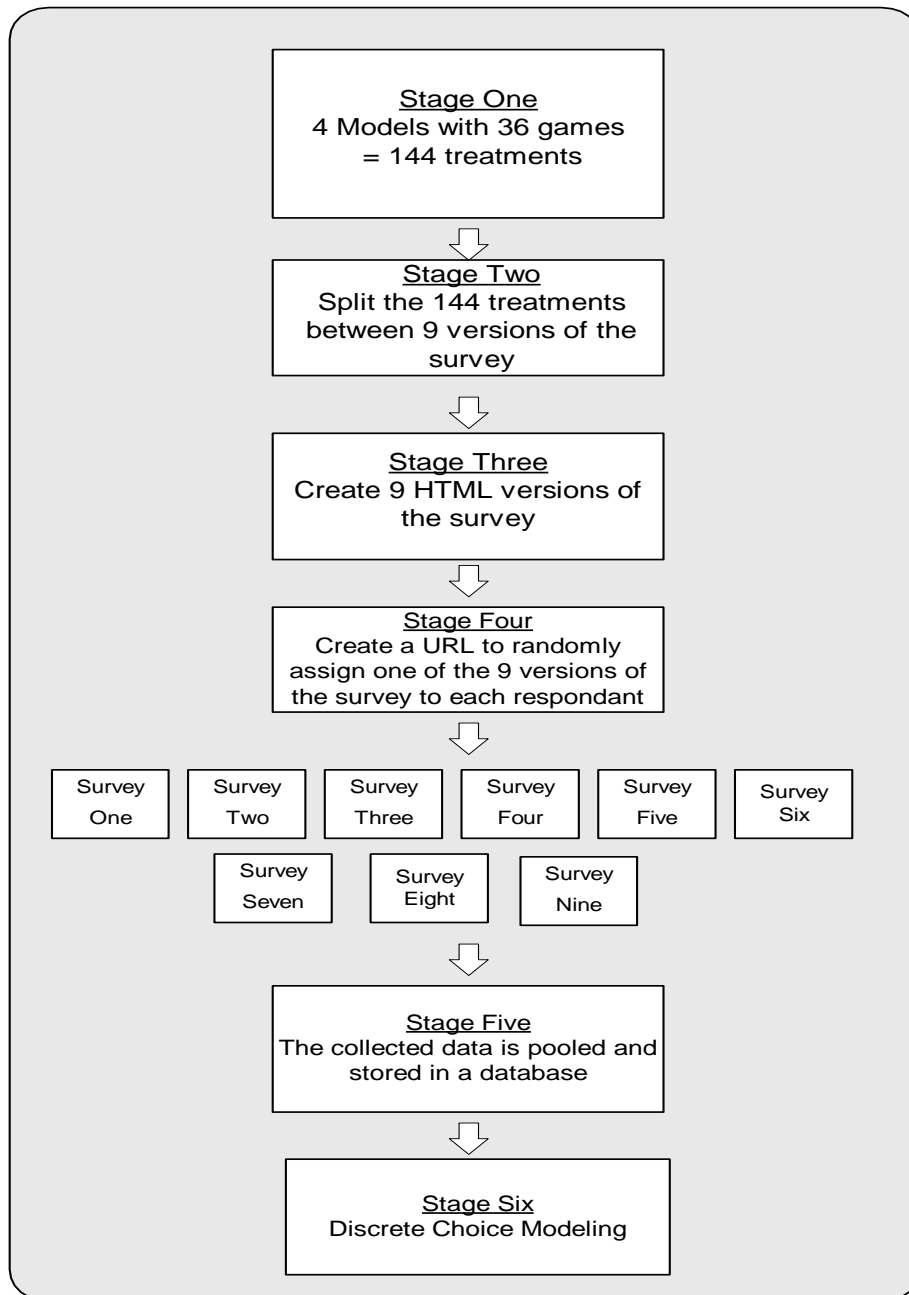 Stage One
4 Models with 36 games
= 144 treatments
Stage Two
Split the 144 treatments
between 9 versions of the
survey
Stage Three
Create 9 HTML versions of
the survey
Stage Four
Create a URL to randomly
assign one of the 9 versions of
the survey to each respondant
Survey
One
Survey
Two
Survey
Three
Survey
Four
Survey
Five
Survey
Six
Survey
Seven
Survey
Eight
Survey
Nine
Stage Five
The collected data is pooled and
stored in a database
Stage Six
Discrete Choice Modeling